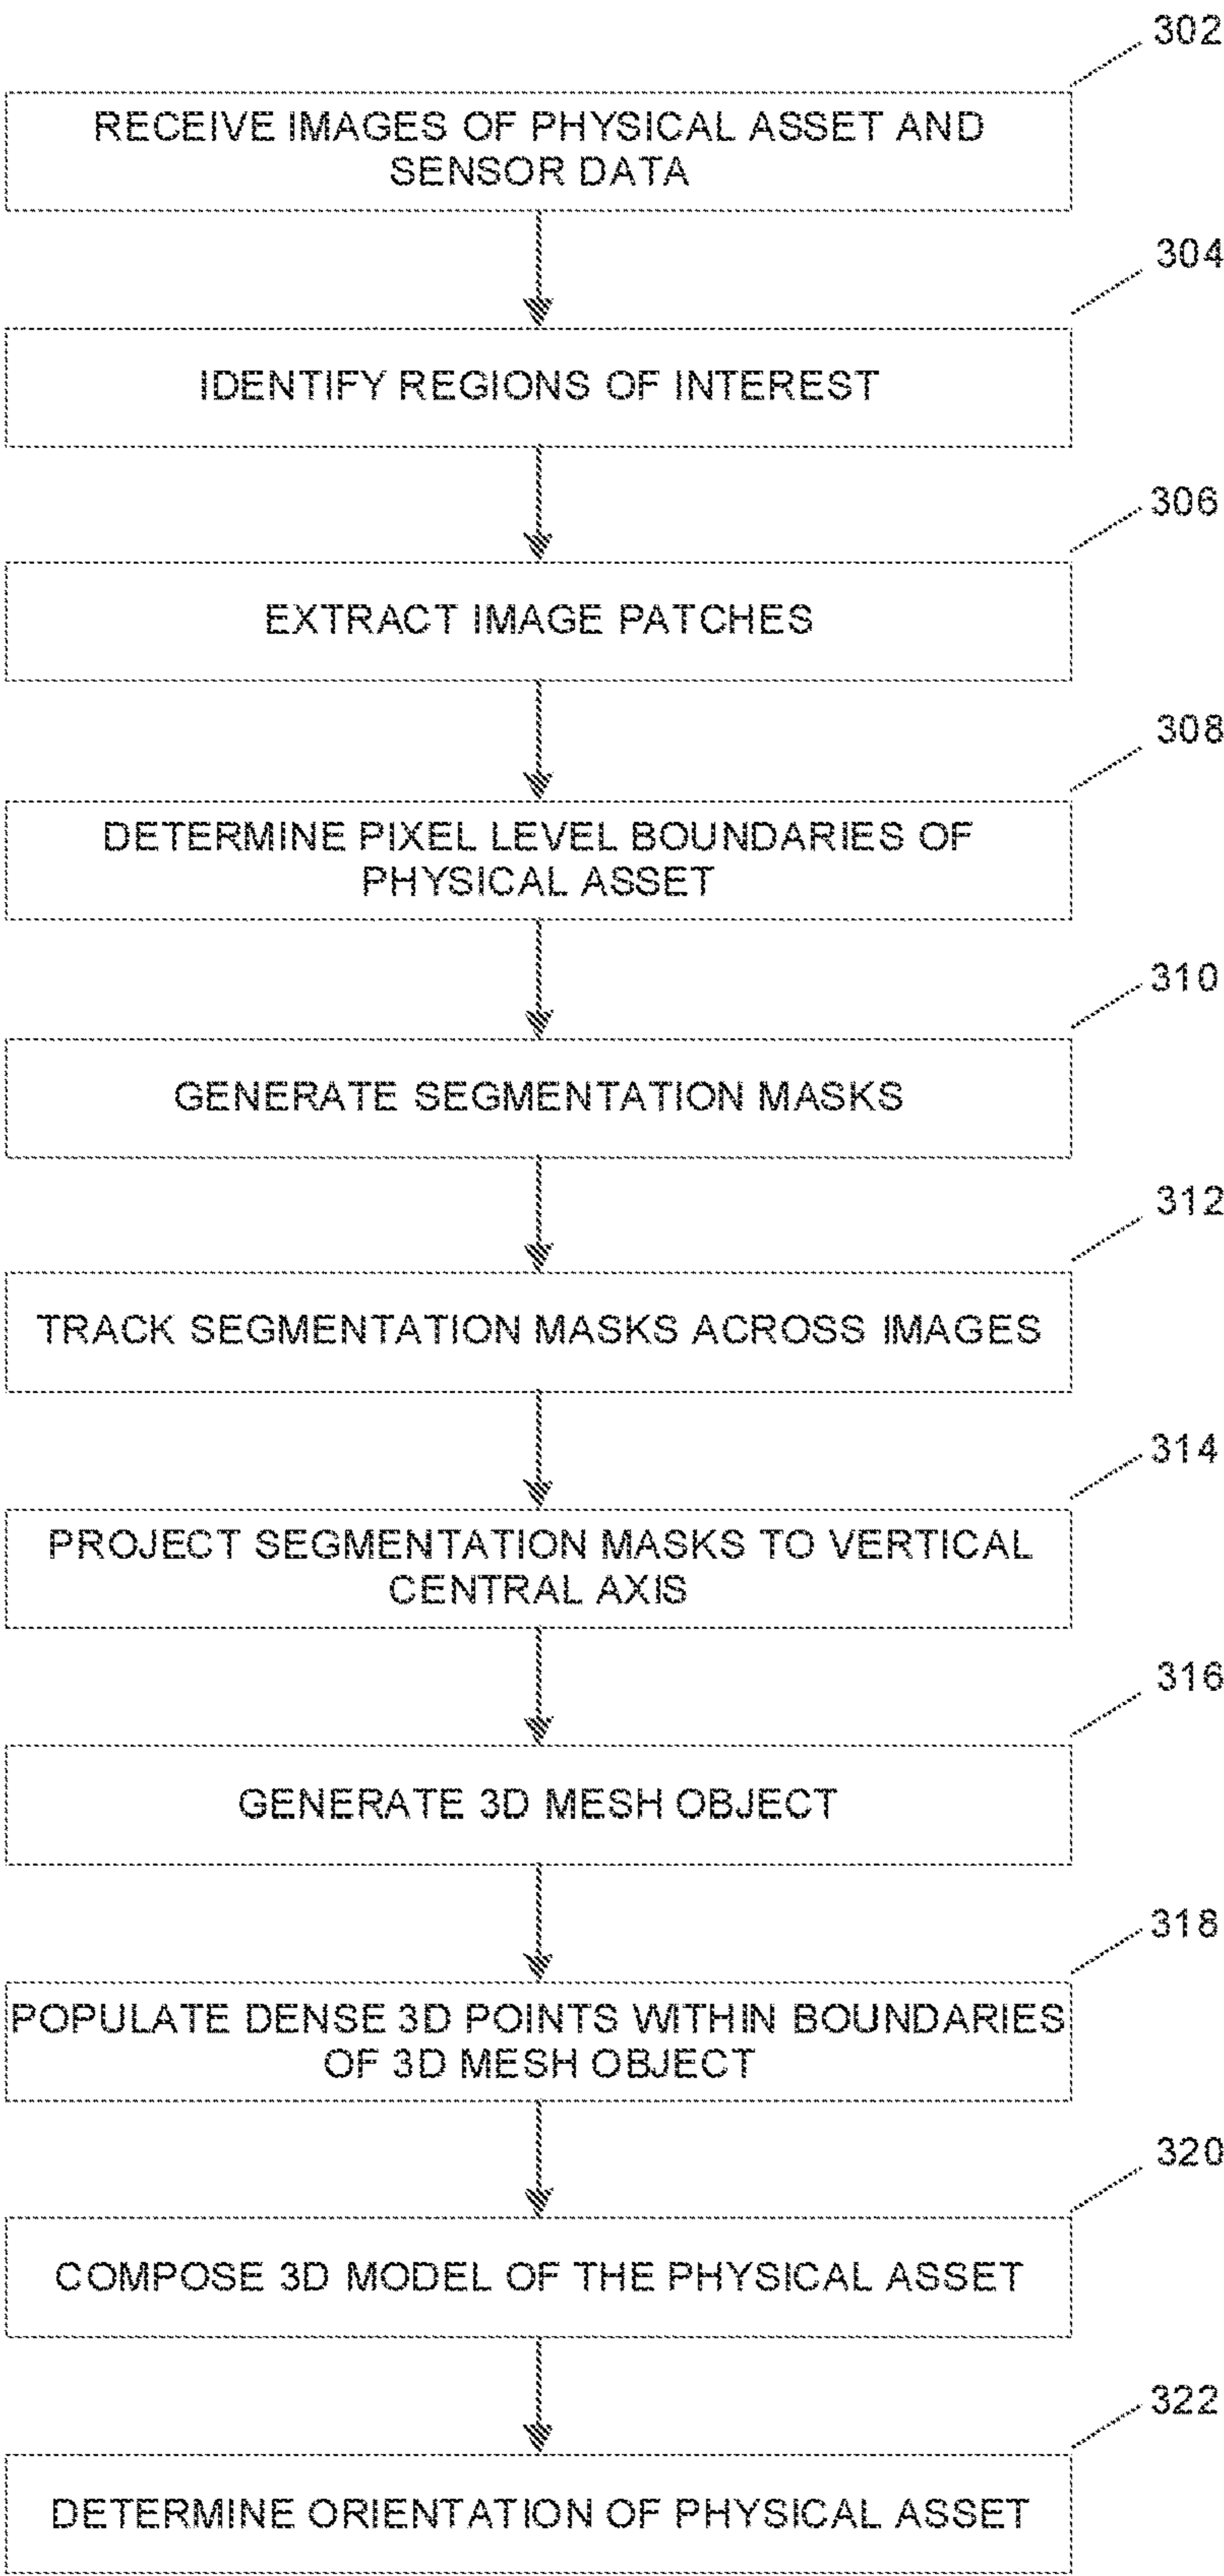 302
RECEIVE IMAGES OF PHYSICAL ASSET AND
SENSOR DATA
304
IDENTIFY REGIONS OF INTEREST
306
EXTRACT IMAGE PATCHES
308
DETERMINE PIXEL LEVEL BOUNDARIES OF
PHYSICAL ASSET
310
GENERATE SEGMENTATION MASKS
312
TRACK SEGMENTATION MASKS ACROSS IMAGES
314
PROJECT SEGMENTATION MASKS TO VERTICAL
CENTRAL AXIS
316
GENERATE 3D MESH OBJECT
318
POPULATE DENSE 3D POINTS WITHIN BOUNDARIES
OF 3D MESH OBJECT
320
COMPOSE 3D MODEL OF THE PHYSICAL ASSET
322
DETERMINE ORIENTATION OF PHYSICAL ASSET